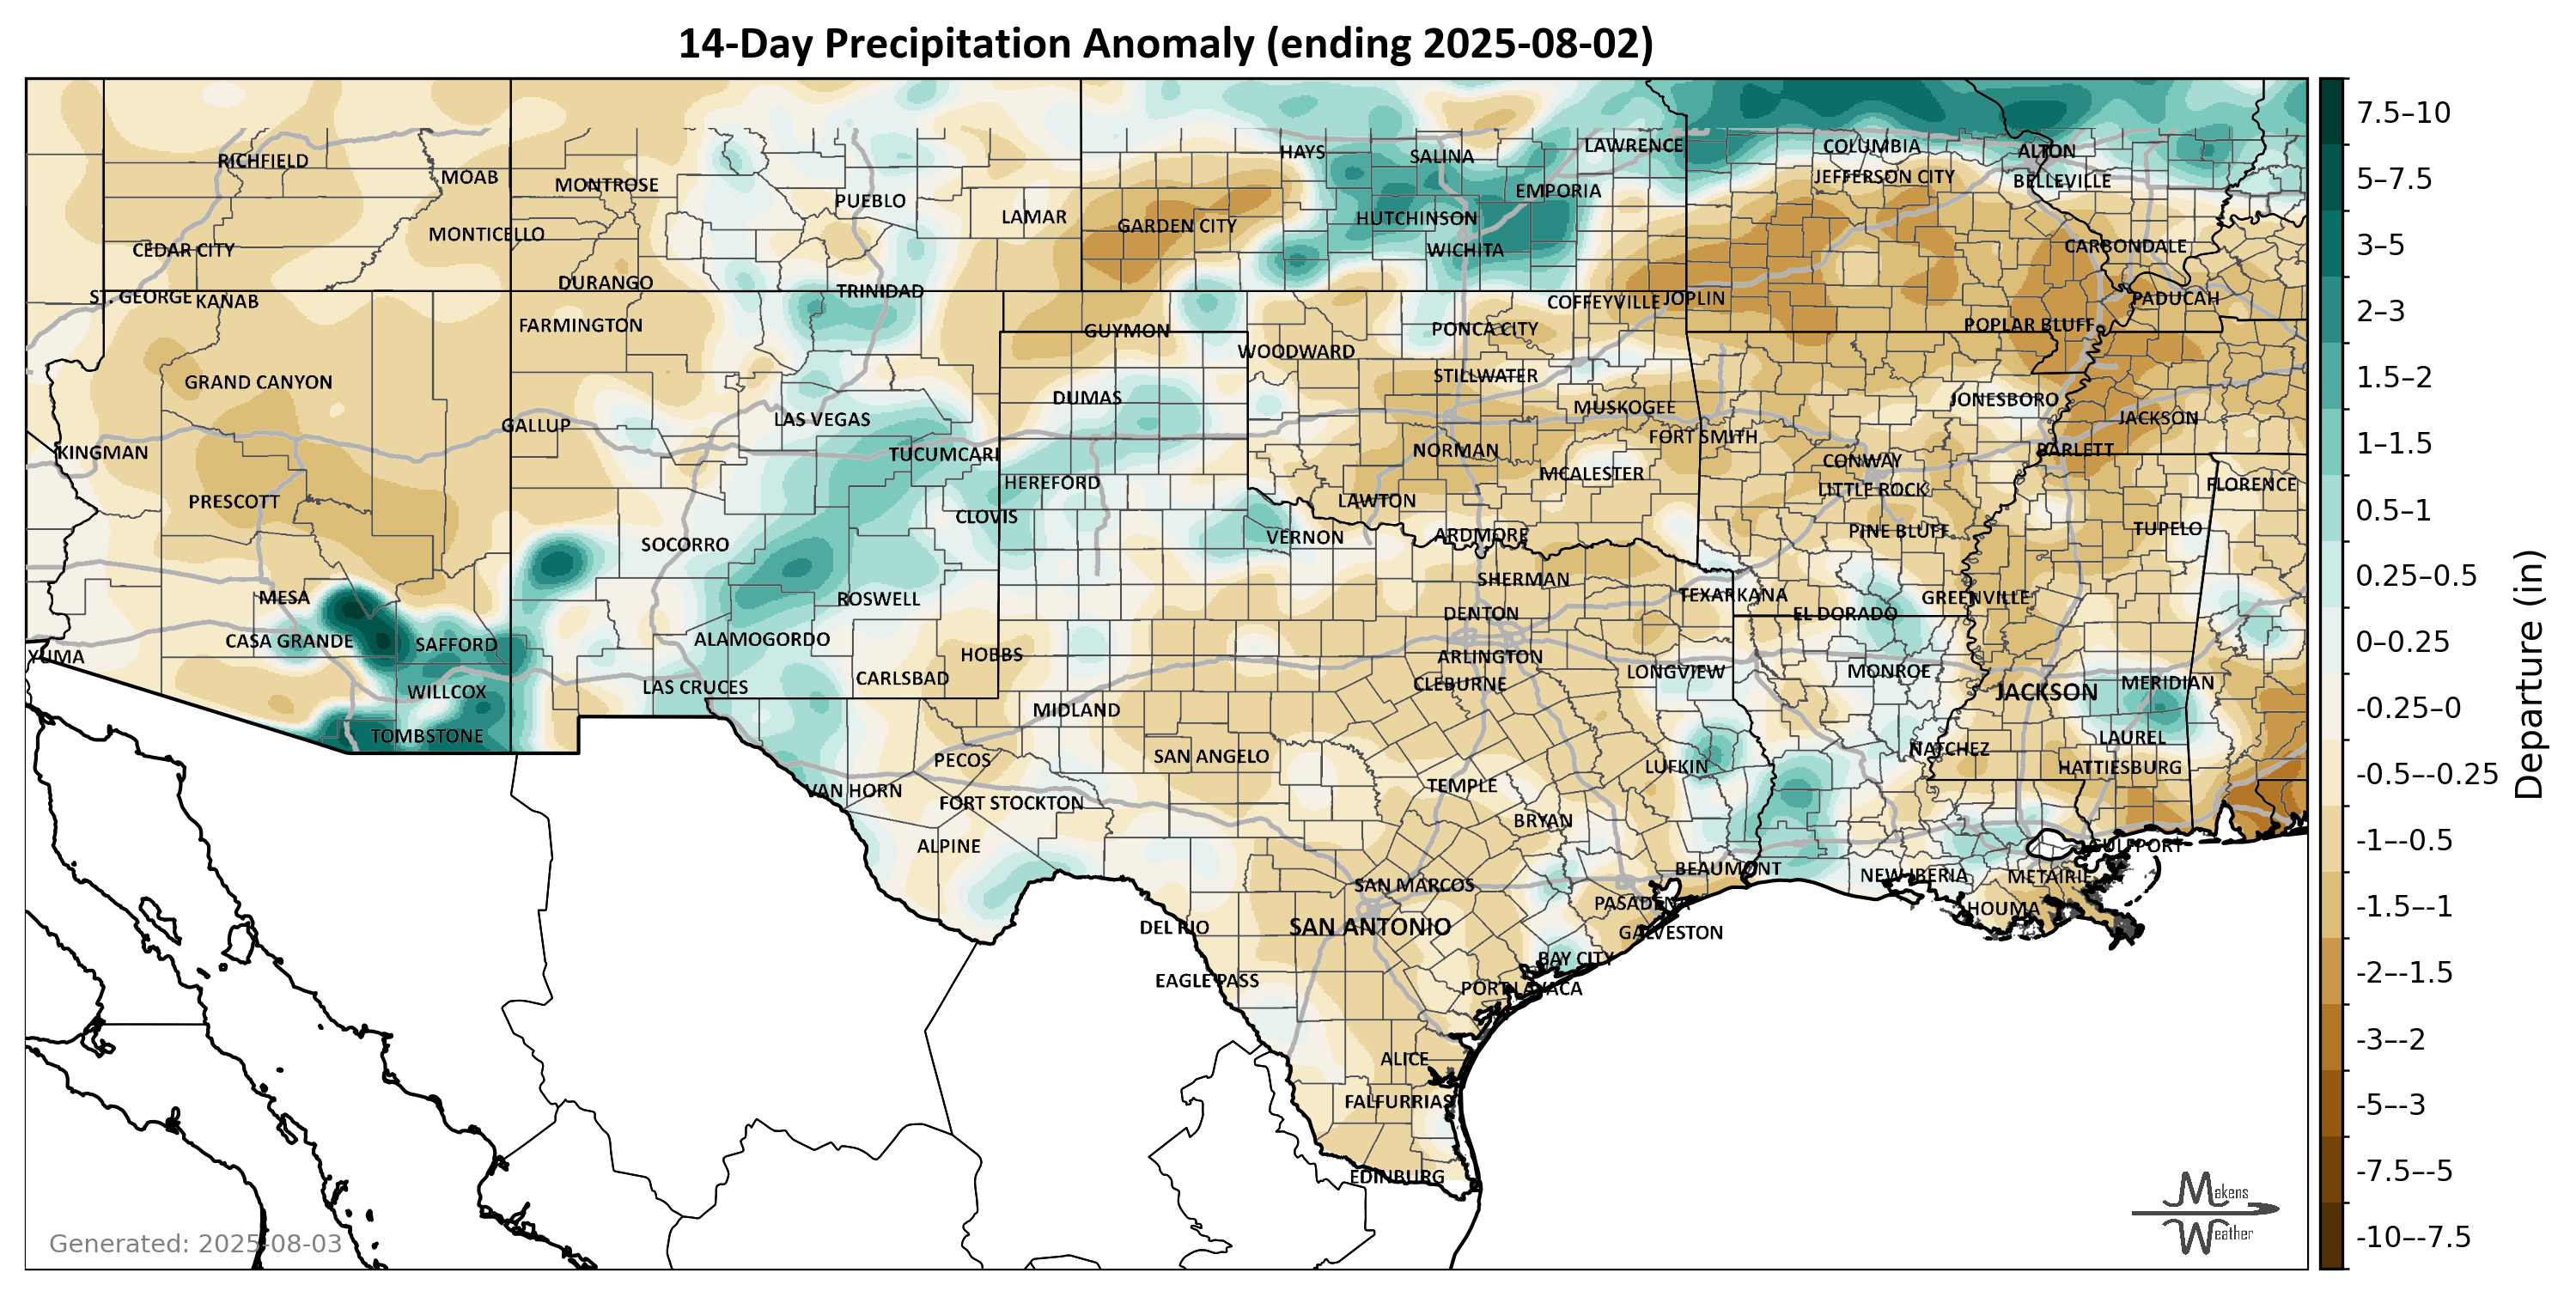 14-Day Precipitation Anomaly (ending 2025-08-02)
HAYS
SALINA
LAWRENCE
COLUMBIA
ALTON
RICHFIELD
MOAB
MONTROSE
JEFFERSON CITY
BELLEVILLE
PUEBLO
EMPORIA
LAMAR
GARDEN CITY
HUTCHINSON
MONTICELLO
CEDAR CITY
WICHITA
CARBONDALE
DURANGO
TRINIDAD
ST. GEORGE
KANAB
COFFEYVILLE
JOPLIN
PADUCAH
FARMINGTON
GUYMON
PONCA CITY
POPLAR BLUFF
WOODWARD
GRAND CANYON
STILLWATER
DUMAS
JONESBORO
MUSKOGEE
LAS VEGAS
JACKSON
GALLUP
FORT SMITH
KINGMAN
TUCUMCARI
NORMAN
BARLETT
CONWAY
MCALESTER
HEREFORD
LITTLE ROCK
FLORENCE
PRESCOTT
LAWTON
CLOVIS
TUPELO
PINE BLUFF
VERNON
ARDMORE
SOCORRO
SHERMAN
MESA
ROSWELL
TEXARKANA
GREENVILLE
DENTON
EL DORADO
CASA GRANDE
SAFFORD
ALAMOGORDO
YUMA
HOBBS
ARLINGTON
CARLSBAD
LONGVIEW
MONROE
CLEBURNE
LAS CRUCES
WILLCOX
JACKSON
MERIDIAN
MIDLAND
TOMBSTONE
LAUREL
NATCHEZ
PECOS
SAN ANGELO
LUFKIN
HATTIESBURG
TEMPLE
VAN HORN
FORT STOCKTON
BRYAN
ALPINE
GULFPORT
BEAUMONT
NEW IBERIA
METAIRIE
SAN MARCOS
PASADENA
HOUMA
DEL RIO
SAN ANTONIO
GALVESTON
BAY CITY
EAGLE PASS
PORT LAVACA
ALICE
FALFURRIAS
EDINBURG
Generated: 2025-08-03
Makens
Weather
7.5–10
5–7.5
3–5
2–3
1.5–2
1–1.5
0.5–1
0.25–0.5
0–0.25
-0.25–0
-0.5–-0.25
-1–-0.5
-1.5–-1
-2–-1.5
-3–-2
-5–-3
-7.5–-5
-10–-7.5
Departure (in)